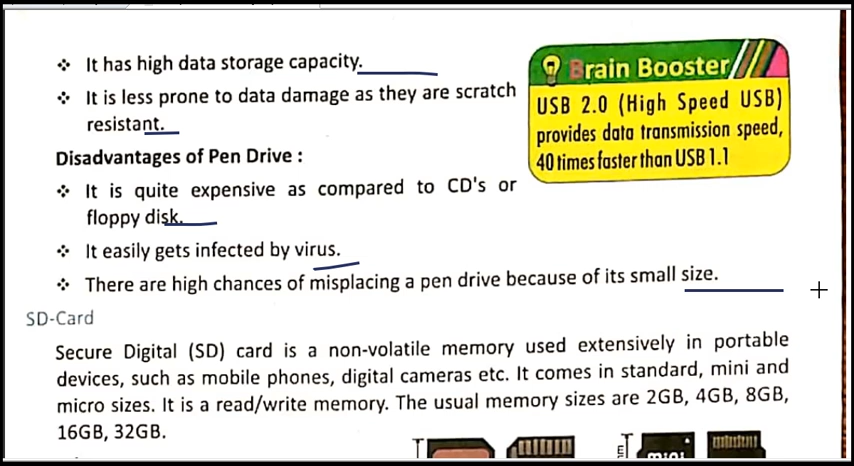 ❖ It has high data storage capacity.
❖ It is less prone to data damage as they are scratch
resistant.
Disadvantages of Pen Drive :
❖ It is quite expensive as compared to CD's or
floppy disk.
❖ It easily gets infected by virus.
❖ There are high chances of misplacing a pen drive because of its small size.
Brain Booster
USB 2.0 (High Speed USB)
provides data transmission speed,
40 times faster than USB 1.1
SD-Card
Secure Digital (SD) card is a non-volatile memory used extensively in portable
devices, such as mobile phones, digital cameras etc. It comes in standard, mini and
micro sizes. It is a read/write memory. The usual memory sizes are 2GB, 4GB, 8GB,
16GB, 32GB.